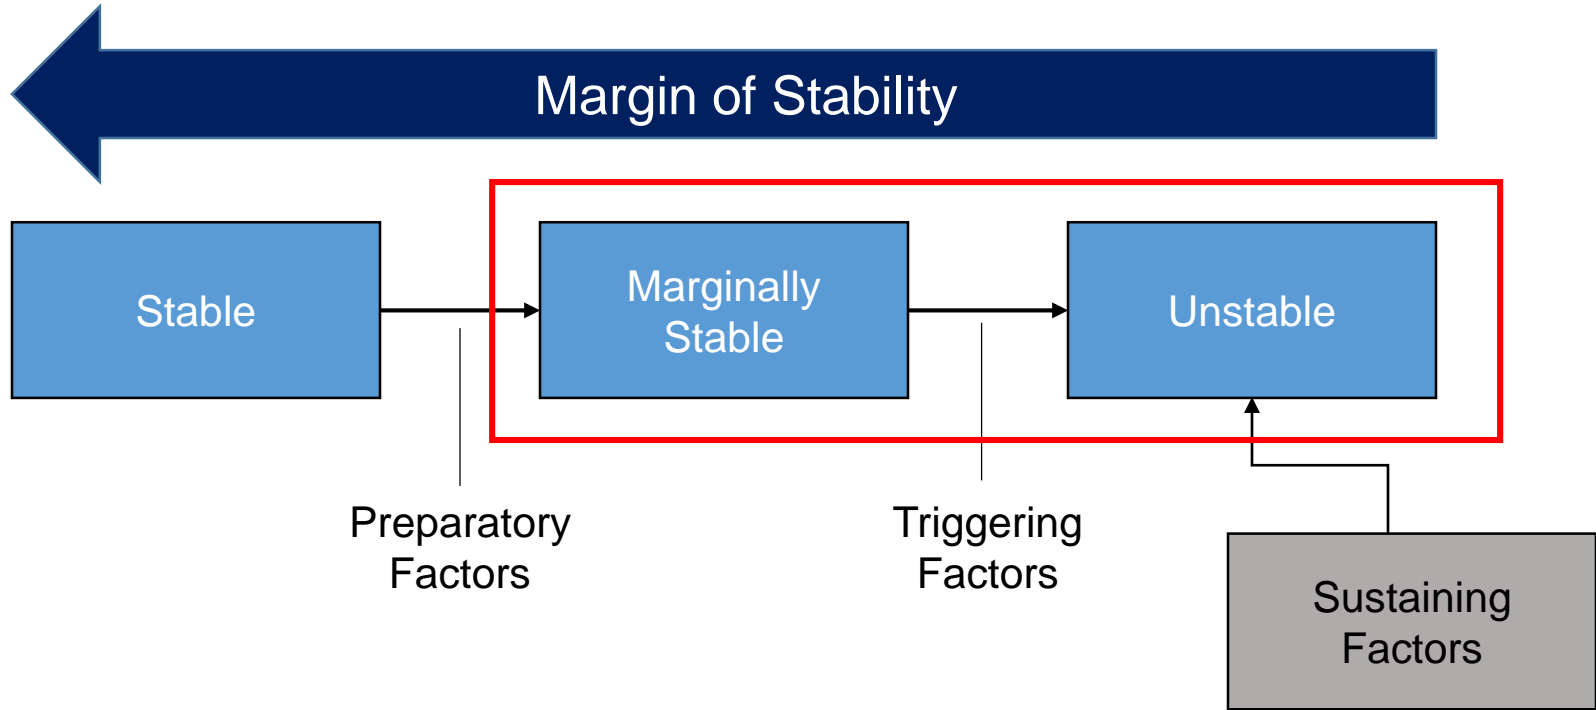 Margin of Stability
Stable
Marginally
Stable
Unstable
Preparatory
Factors
Triggering
Factors
Sustaining
Factors